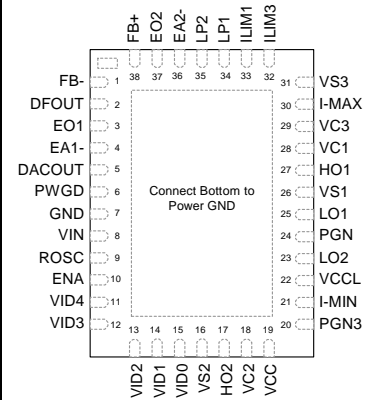 FB+ EO2 EA2- LP2 LP1 ILIM1 ILIM3
38 37 36 35 34 33 32
FB- 1
DFOUT 2
EO1 3
EA1- 4
DACOUT 5
PWGD 6
GND 7
VIN 8
ROSC 9
ENA 10
VID4 11
VID3 12
Connect Bottom to
Power GND
31 VS3
30 I-MAX
29 VC3
28 VC1
27 HO1
26 VS1
25 LO1
24 PGN
23 LO2
22 VCCL
21 I-MIN
20 PGN3
13 14 15 16 17 18 19
VID2 VID1 VID0 VS2 HO2 VC2 VCC